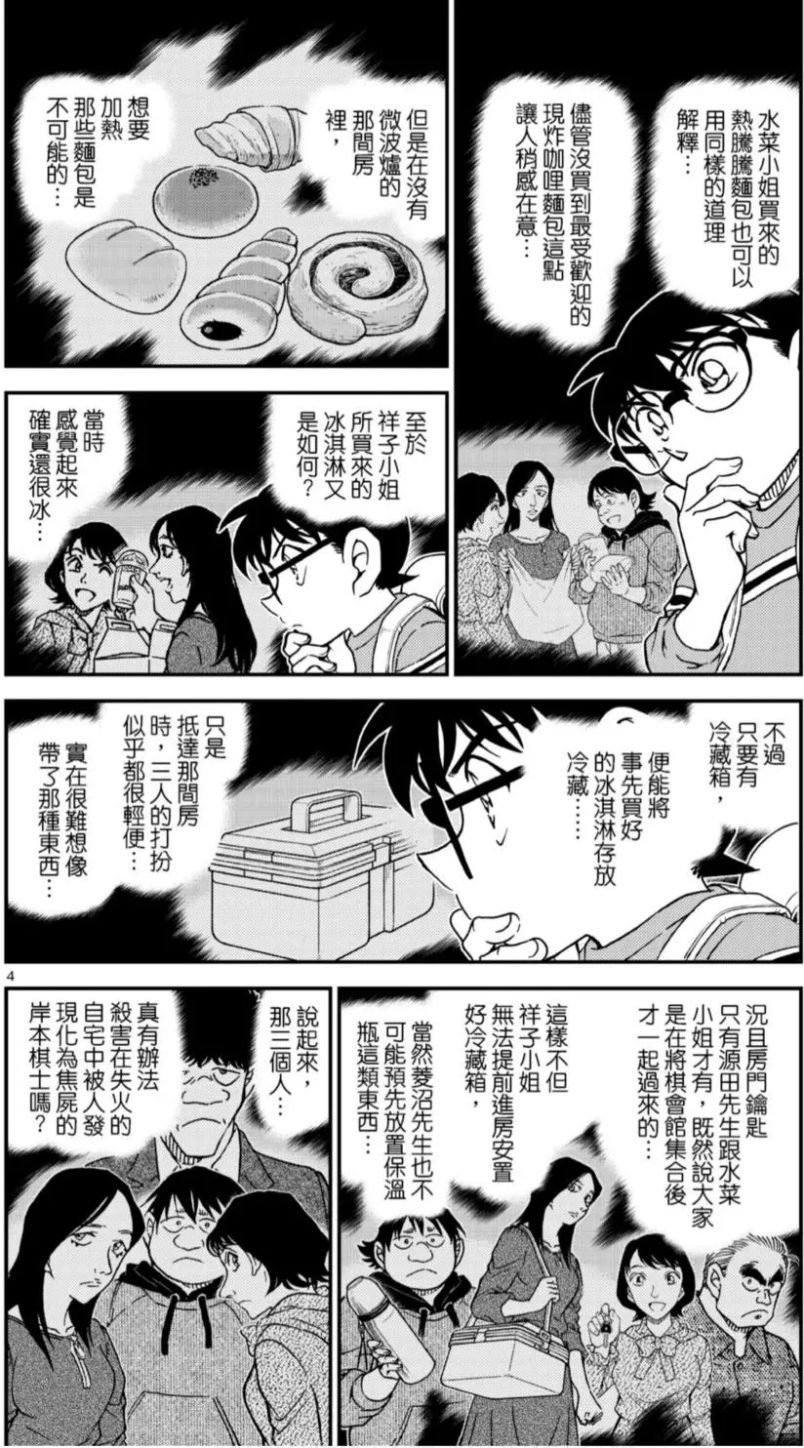 水菜小姐買來的
熱騰騰麵包也可以
用同樣的道理
解釋…
儘管沒買到最受歡迎的
現炸咖哩麵包這點
讓人稍感在意…
但是在沒有
微波爐的
那間房
裡，
想要
加熱
那些麵包是
不可能的…
至於
祥子小姐
所買來的
冰淇淋又
是如何？
當時
感覺起來
確實還很冰…
不過
只要有
冷藏箱，
便能將
事先買好
的冰淇淋存放
冷藏……
只是
抵達那間房
時，三人的打扮
似乎都很輕便…
實在很難想像
帶了那種東西…
4
況且房門鑰匙
只有源田先生跟水菜
小姐才有，既然說大家
是在將棋會館集合後
才一起過來的…
這樣不但
祥子小姐
無法提前進房安置
好冷藏箱，
當然菱沼先生也不
可能預先放置保溫
瓶這類東西…
說起來，
那三個人…
真有辦法
殺害在失火的
自宅中被人發
現化為焦屍的
岸本棋士嗎？